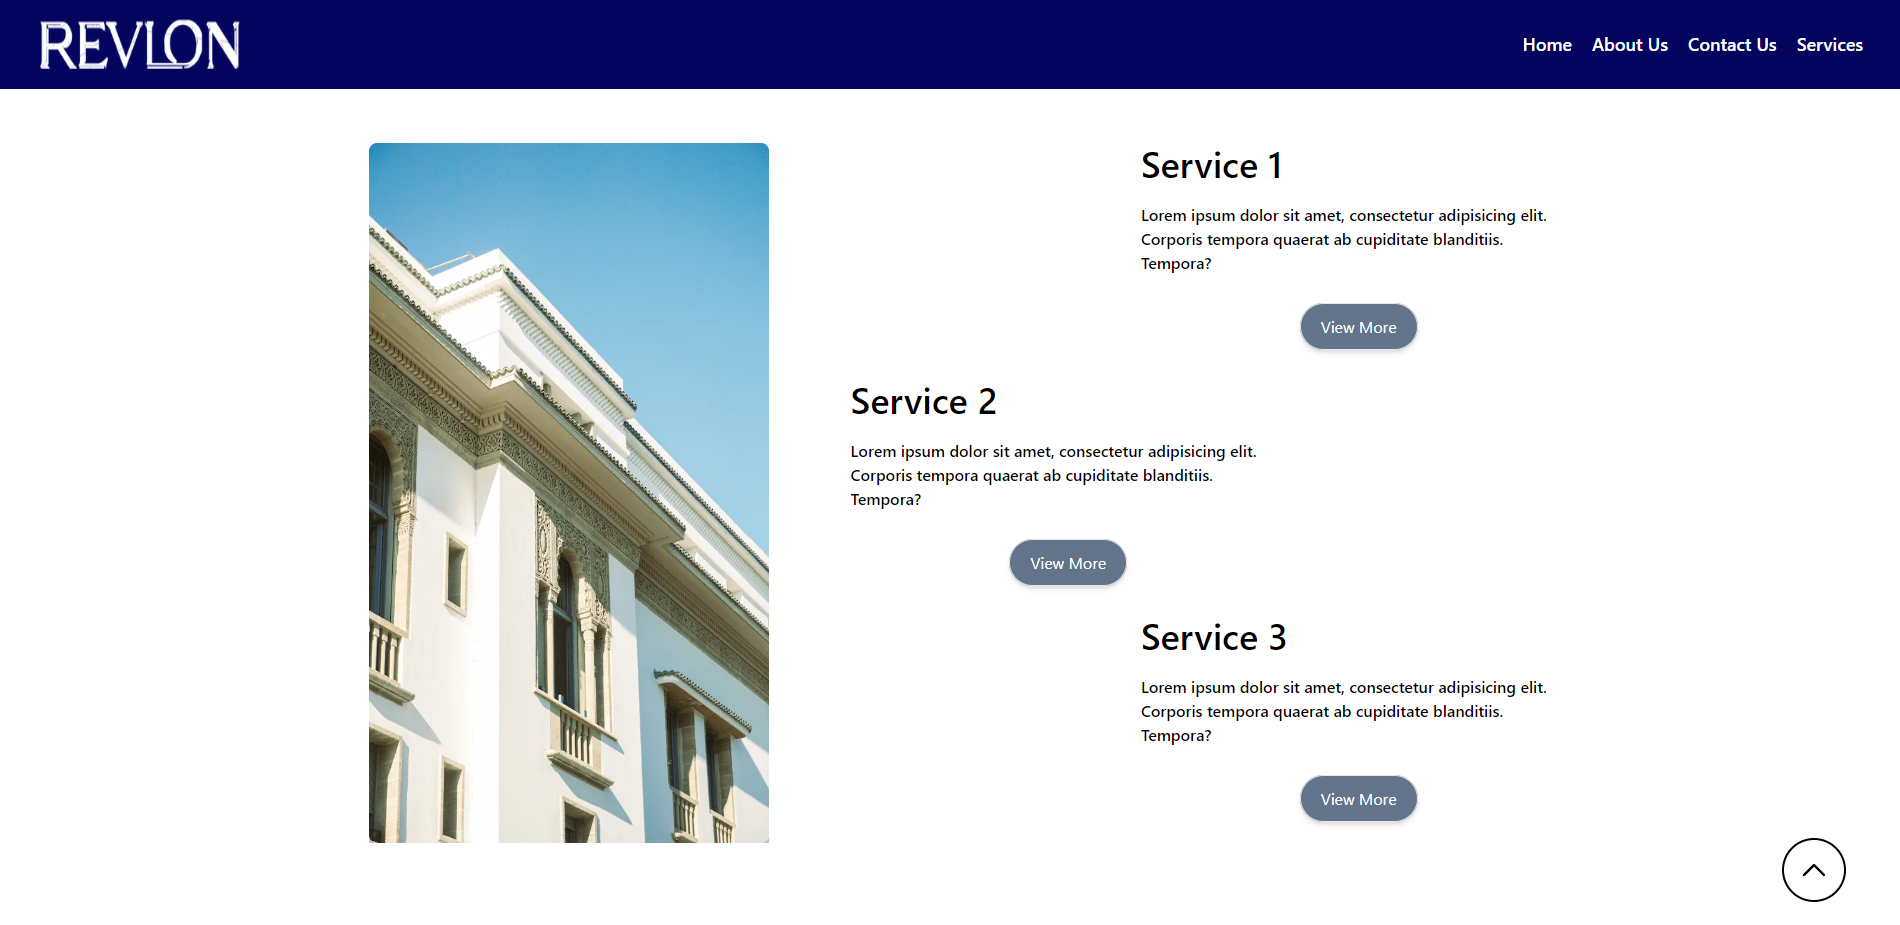 REVLON
Home
About Us
Contact Us
Services
Service 1
Lorem ipsum dolor sit amet, consectetur adipisicing elit.
Corporis tempora quaerat ab cupiditate blanditiis.
Tempora?
View More
Service 2
Lorem ipsum dolor sit amet, consectetur adipisicing elit.
Corporis tempora quaerat ab cupiditate blanditiis.
Tempora?
View More
Service 3
Lorem ipsum dolor sit amet, consectetur adipisicing elit.
Corporis tempora quaerat ab cupiditate blanditiis.
Tempora?
View More